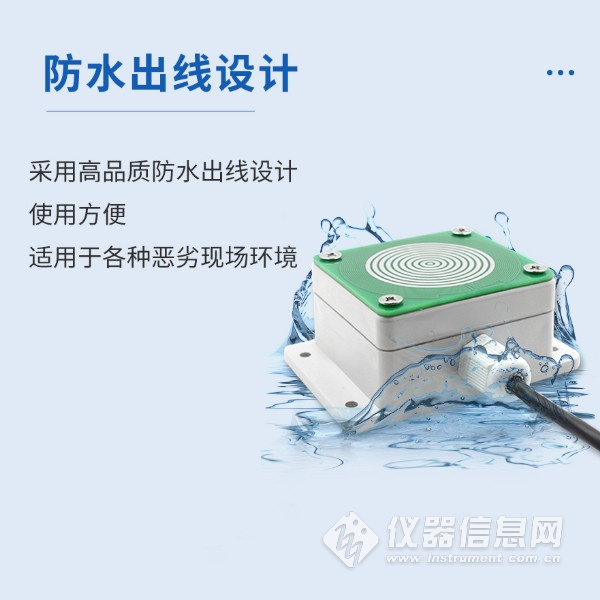 防水出线设计
采用高品质防水出线设计
使用方便
适用于各种恶劣现场环境
仪器信息网
www.instrument.com.cn